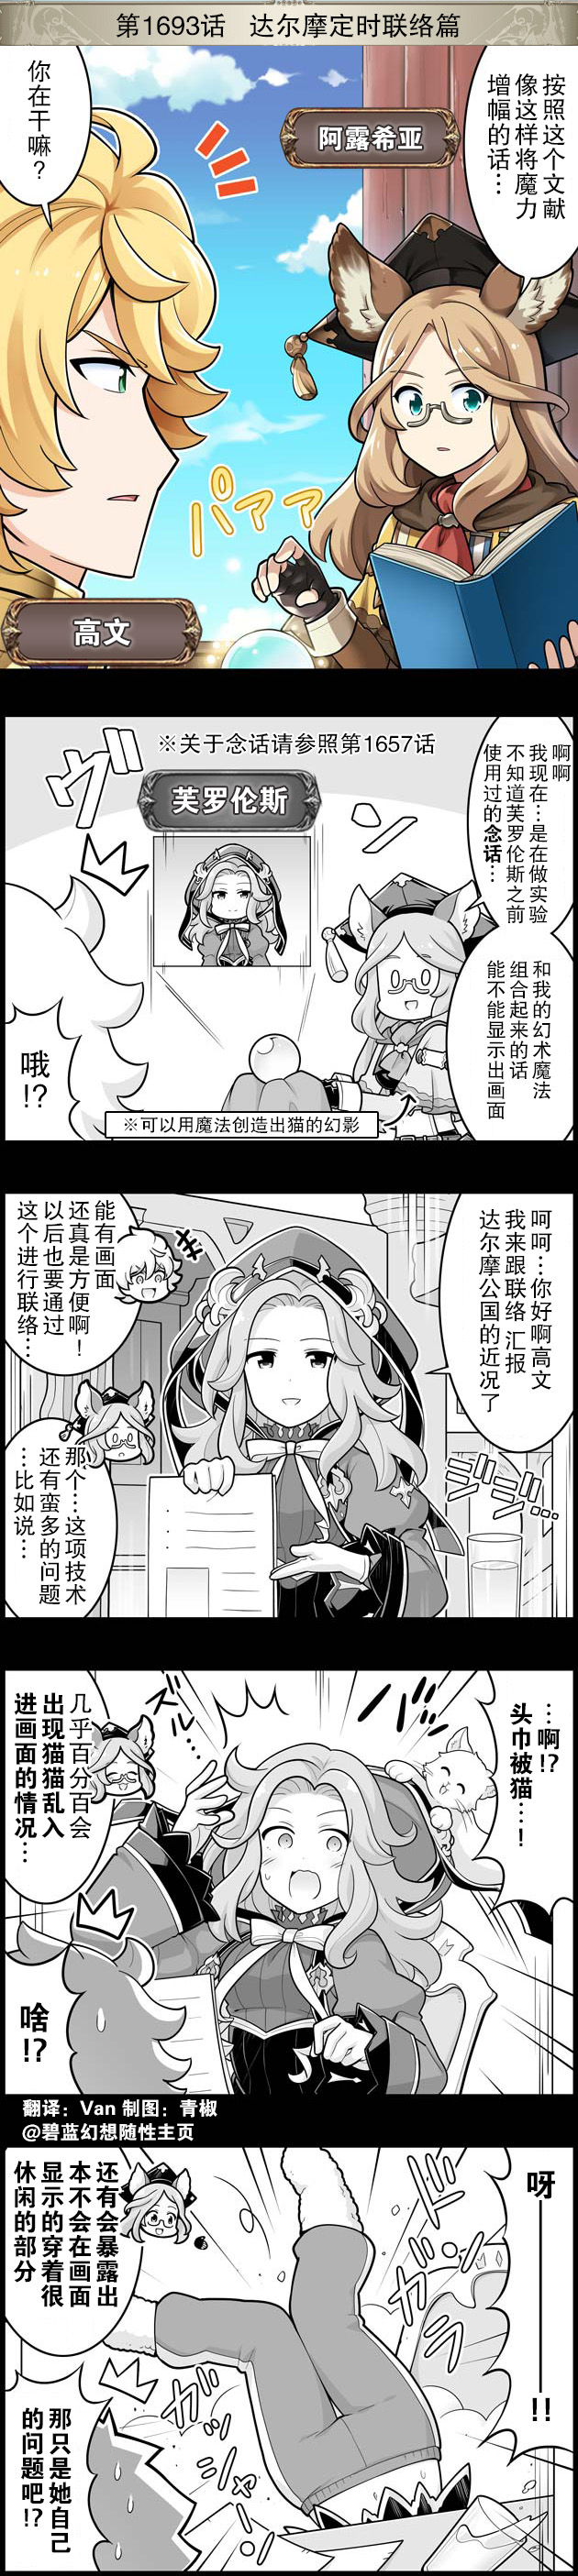 第1693话　达尔摩定时联络篇
按照这个文献
像这样将魔力
增幅的话…
阿露希亚
你在干嘛？
パァァァ
高文
※关于念话请参照第1657话
啊啊
我现在…是在做实验
不知道芙罗伦斯之前
使用过的念话…
芙罗伦斯
ヴン
和我的幻术魔法
组合起来的话
能不能显示出画面
哦!?
※可以用魔法创造出猫的幻影
呵呵…你好啊高文
我来跟联络 汇报
达尔摩公国的近况了
能有画面
还真是方便啊！
以后也要通过
这个进行联络…
ジジッ…
那个…这项技术
还有蛮多的问题
…比如说…
…啊!?
头巾被猫…！
几乎百分百会
出现猫猫乱入
进画面的情况…
啥!?
翻译：Van 制图：青椒
@碧蓝幻想随性主页
呀——!!
还有会暴露出
本不会在画面
显示的穿着很
休闲的部分
那只是她自己
的问题吧!?